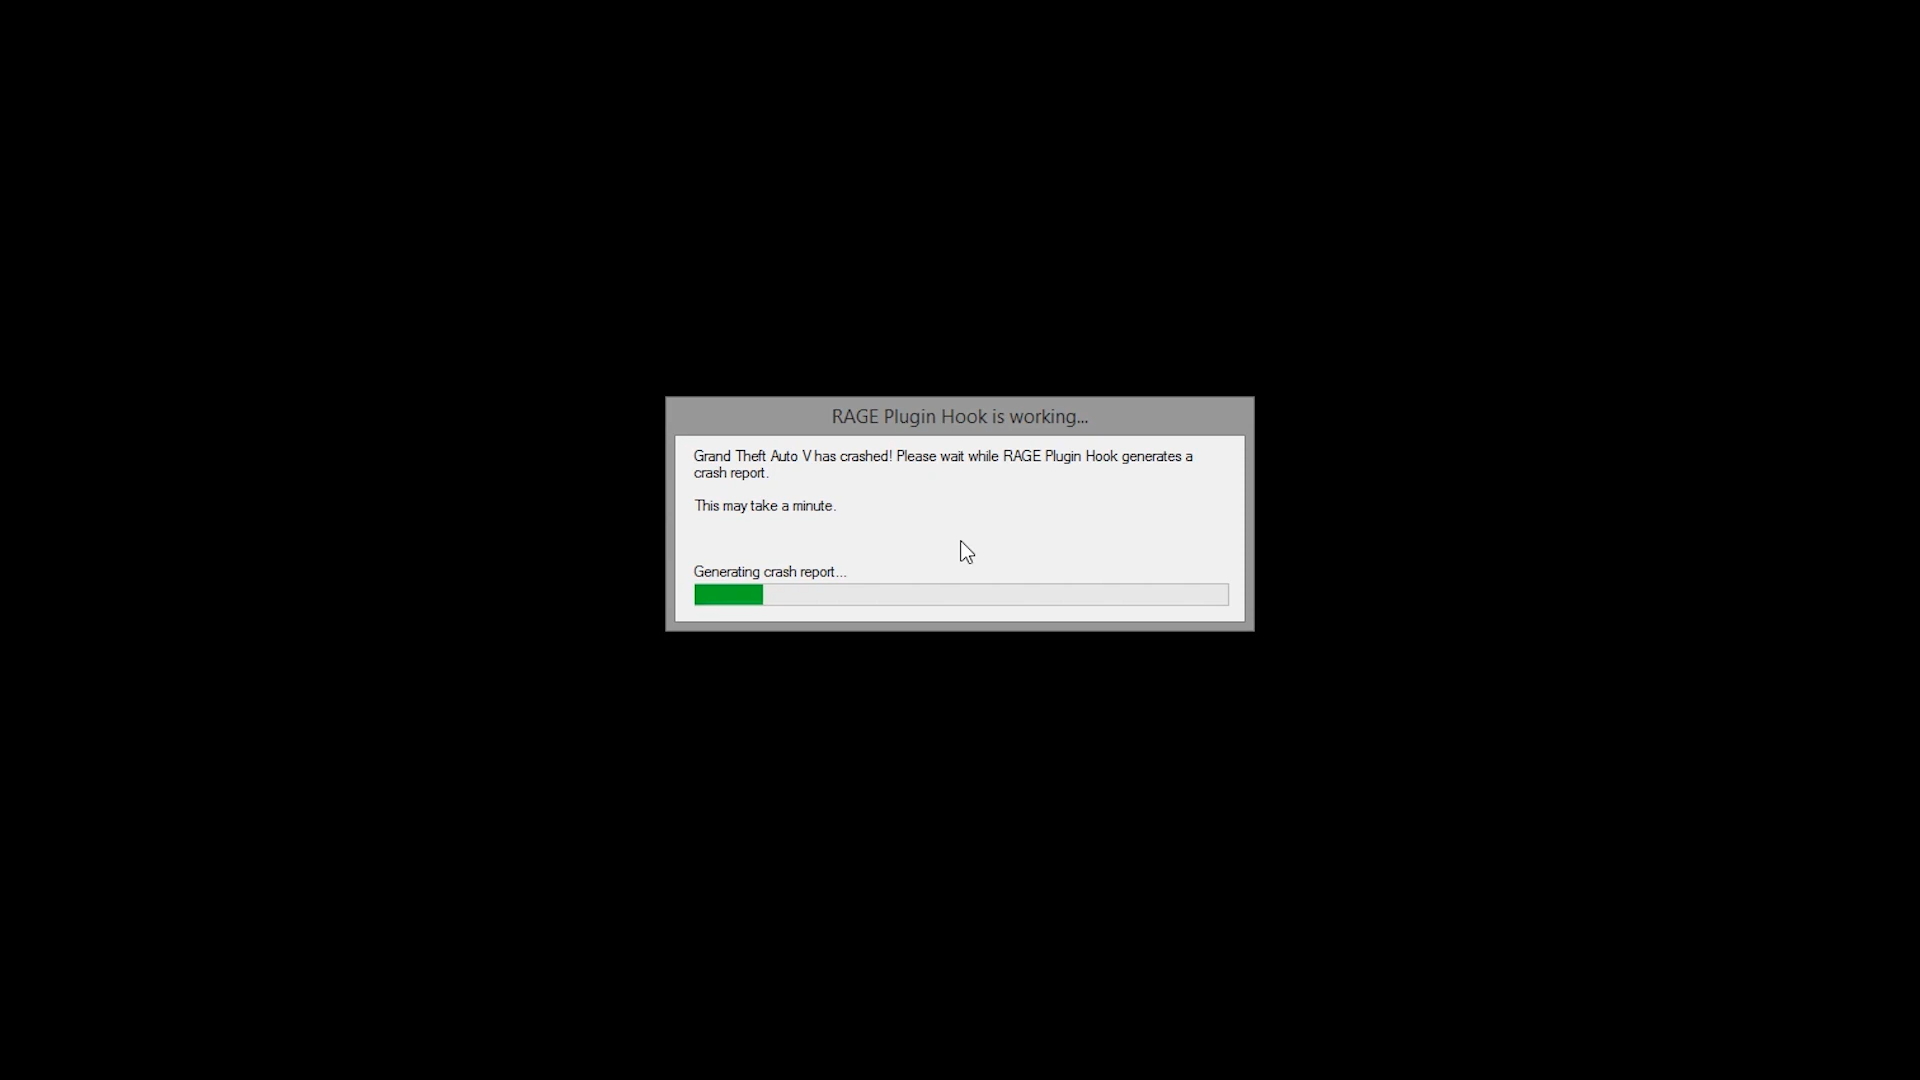 RAGE Plugin Hook is working...
Grand Theft Auto V has crashed! Please wait while RAGE Plugin Hook generates a
crash report.
This may take a minute.
Generating crash report...